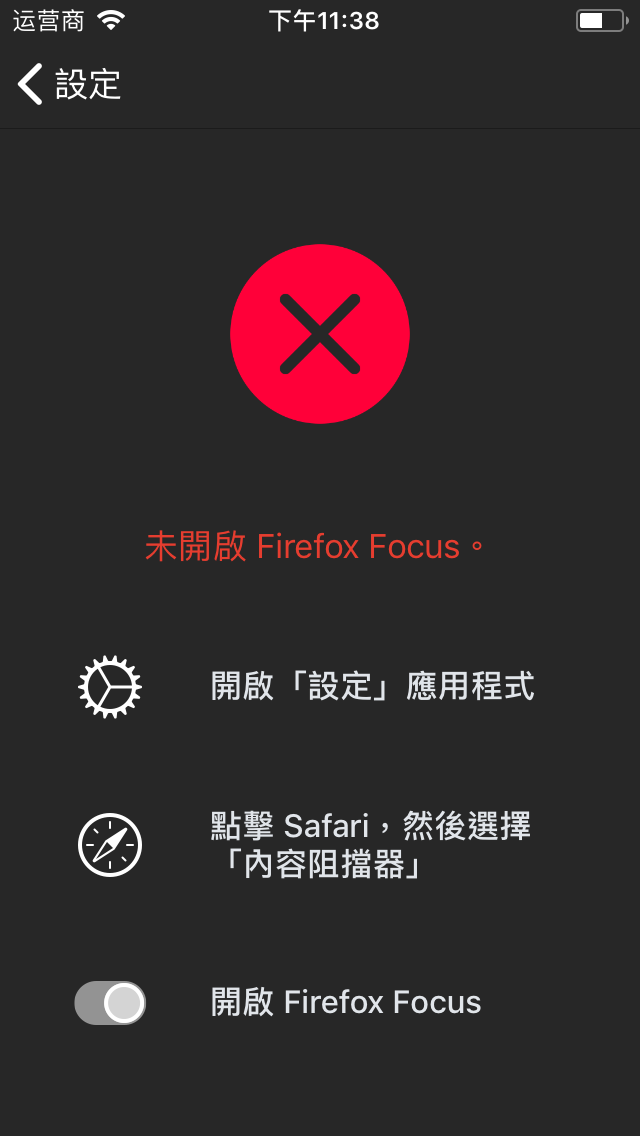 运营商 下午11:38
設定
未開啟 Firefox Focus。
開啟「設定」應用程式
點擊 Safari，然後選擇
「內容阻擋器」
開啟 Firefox Focus